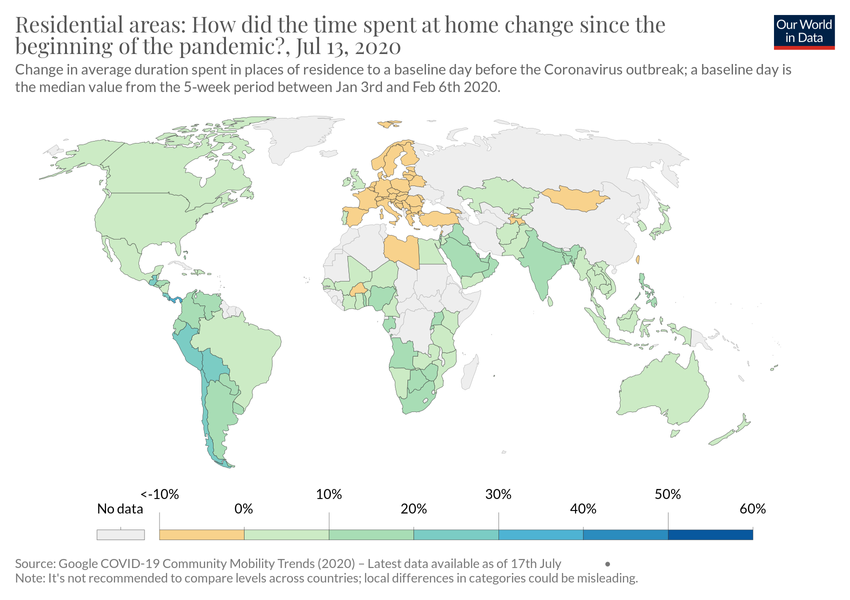 Residential areas: How did the time spent at home change since the
beginning of the pandemic?, Jul 13, 2020
Our World
in Data
Change in average duration spent in places of residence to a baseline day before the Coronavirus outbreak; a baseline day is
the median value from the 5-week period between Jan 3rd and Feb 6th 2020.
<-10% 10% 30% 50%
No data 0% 20% 40% 60%
Source: Google COVID-19 Community Mobility Trends (2020) – Latest data available as of 17th July •
Note: It's not recommended to compare levels across countries; local differences in categories could be misleading.